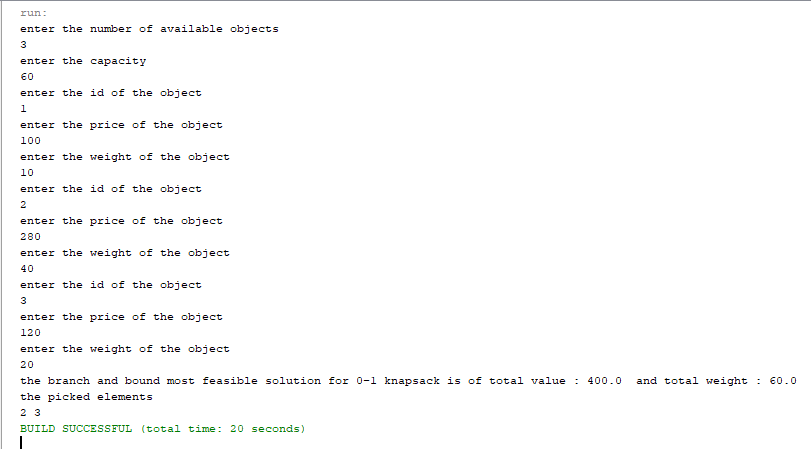 run:
enter the number of available objects
3
enter the capacity
60
enter the id of the object
1
enter the price of the object
100
enter the weight of the object
10
enter the id of the object
2
enter the price of the object
280
enter the weight of the object
40
enter the id of the object
3
enter the price of the object
120
enter the weight of the object
20
the branch and bound most feasible solution for 0-1 knapsack is of total value : 400.0  and total weight : 60.0
the picked elements
2 3
BUILD SUCCESSFUL (total time: 20 seconds)